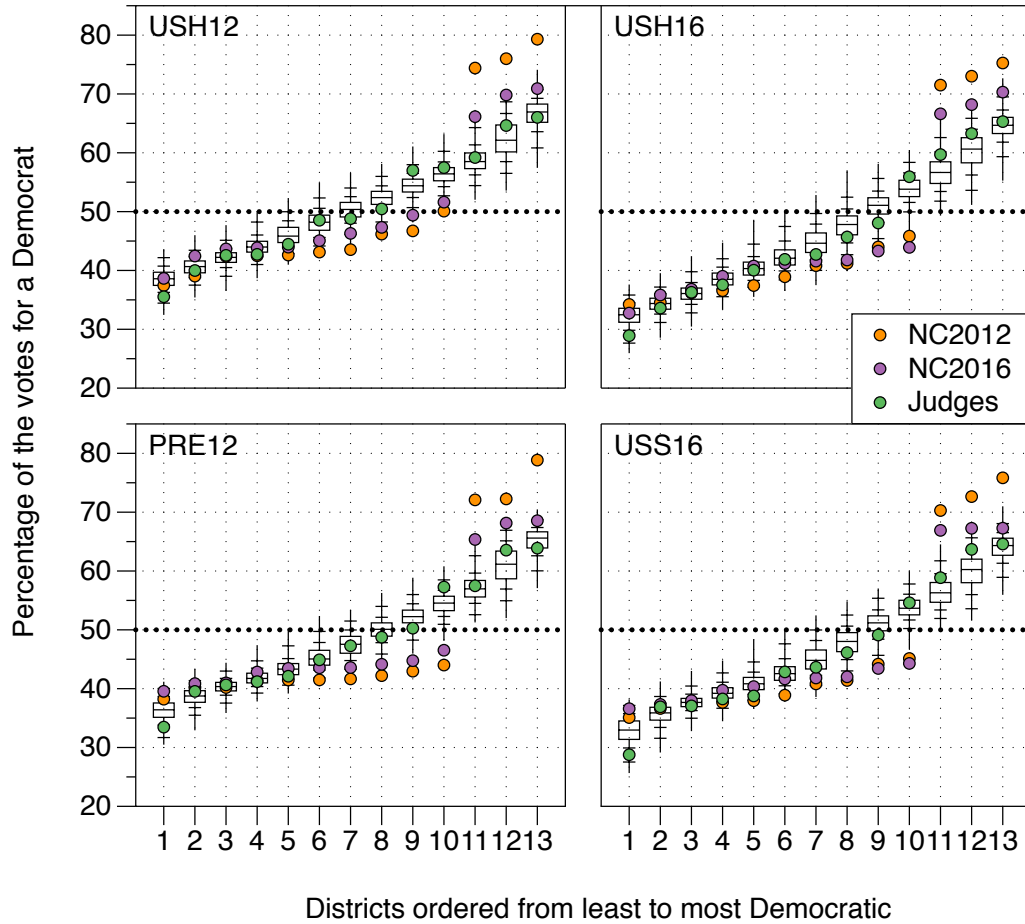 USH12
USH16
80
70
60
50
40
30
20
NC2012
NC2016
Judges
PRE12
USS16
80
70
60
50
40
30
20
Percentage of the votes for a Democrat
1 2 3 4 5 6 7 8 9 10 11 12 13
1 2 3 4 5 6 7 8 9 10 11 12 13
Districts ordered from least to most Democratic